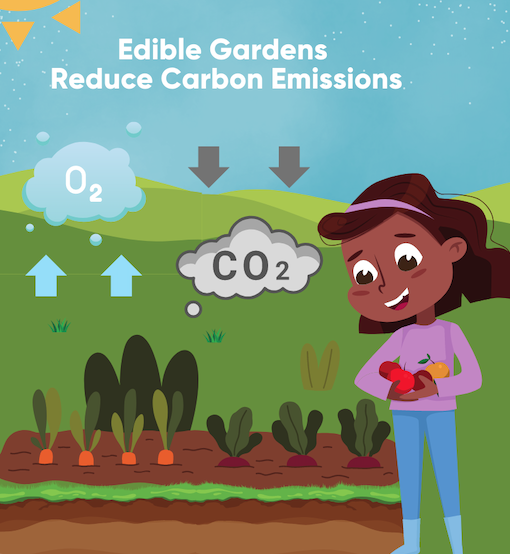 Edible Gardens
Reduce Carbon Emissions
O₂
CO₂